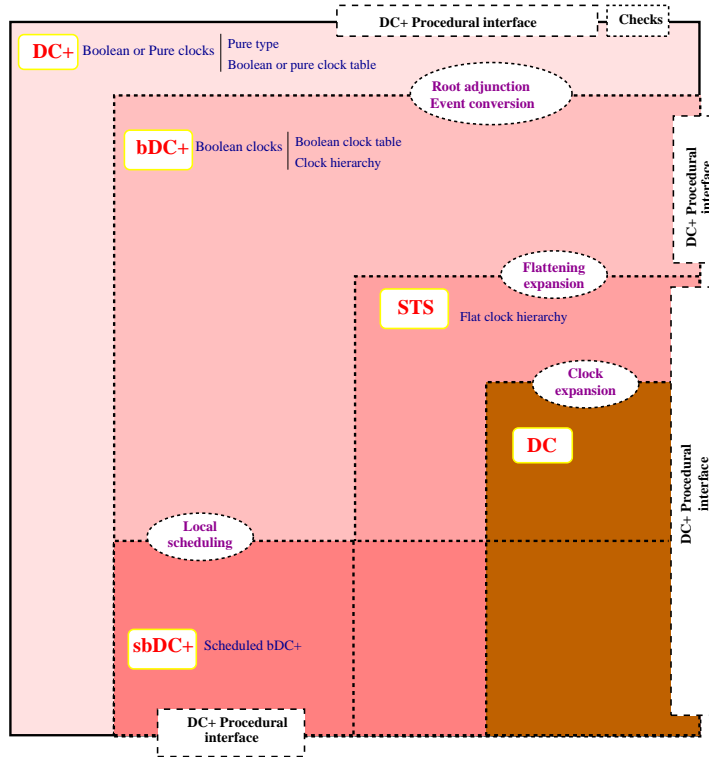 DC+ Procedural interface
Checks
DC+
Boolean or Pure clocks
Pure type
Boolean or pure clock table
Root adjunction
Event conversion
bDC+
Boolean clocks
Boolean clock table
Clock hierarchy
DC+ Procedural
interface
Flattening
expansion
STS
Flat clock hierarchy
Clock
expansion
DC
DC+ Procedural
interface
Local
scheduling
sbDC+
Scheduled bDC+
DC+ Procedural
interface